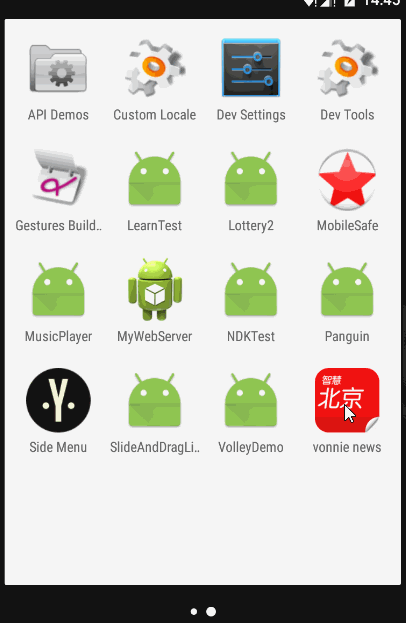 14:45
API Demos
Custom Locale
Dev Settings
Dev Tools
Gestures Build..
LearnTest
Lottery2
MobileSafe
MusicPlayer
MyWebServer
NDKTest
Panguin
·Y·
智慧
北京
Side Menu
SlideAndDragLi..
VolleyDemo
vonnie news